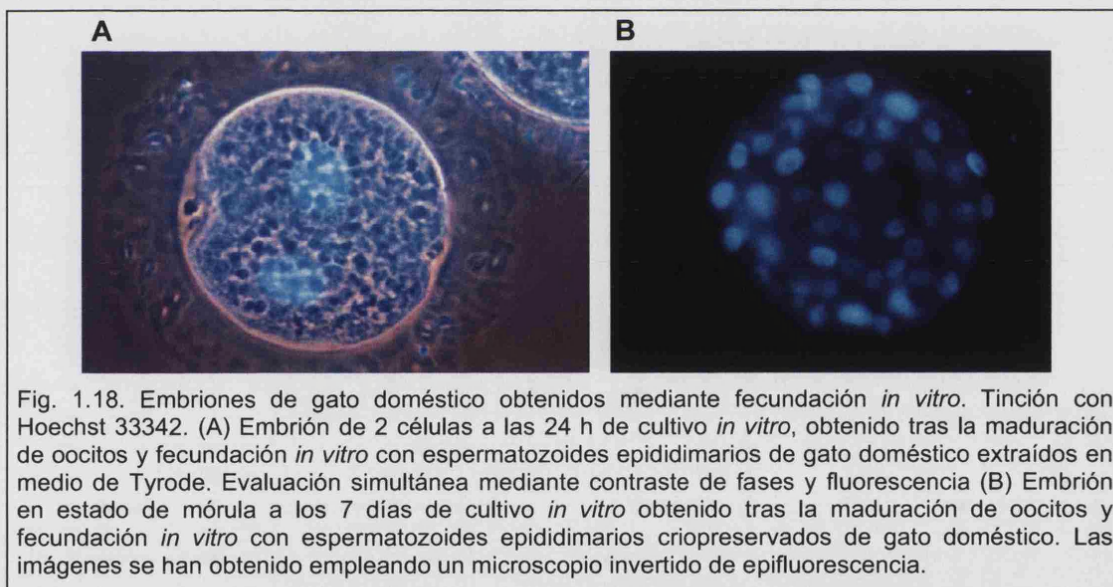 A B
Fig. 1.18. Embriones de gato doméstico obtenidos mediante fecundación in vitro. Tinción con
Hoechst 33342. (A) Embrión de 2 células a las 24 h de cultivo in vitro, obtenido tras la maduración
de oocitos y fecundación in vitro con espermatozoides epididimarios de gato doméstico extraídos en
medio de Tyrode. Evaluación simultánea mediante contraste de fases y fluorescencia (B) Embrión
en estado de mórula a los 7 días de cultivo in vitro obtenido tras la maduración de oocitos y
fecundación in vitro con espermatozoides epididimarios criopreservados de gato doméstico. Las
imágenes se han obtenido empleando un microscopio invertido de epifluorescencia.